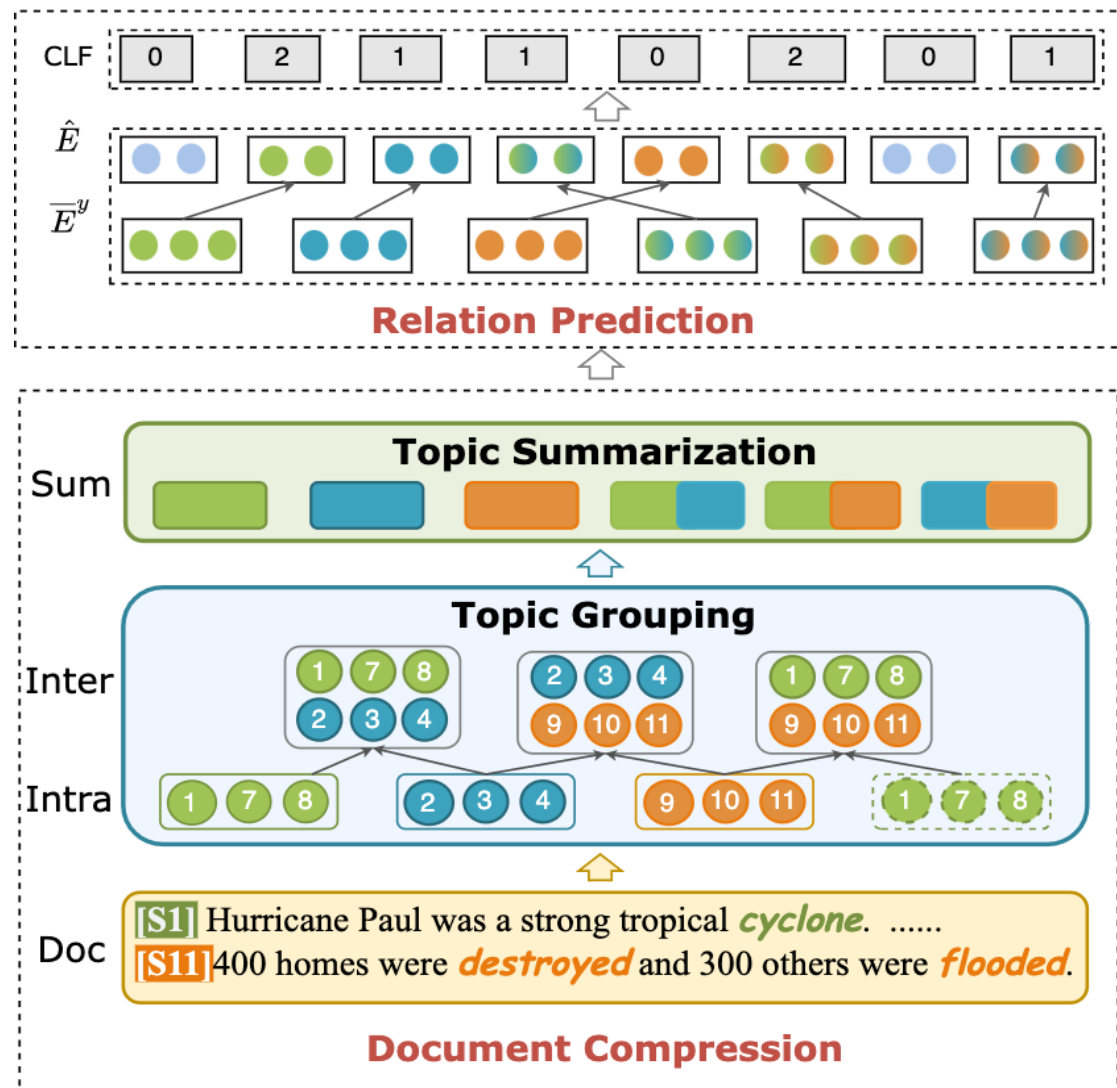 CLF 0 2 1 1 0 2 0 1
Ê
E̅^y
Relation Prediction
Topic Summarization
Sum
Topic Grouping
Inter
1 7 8 2 3 4 1 7 8
2 3 4 9 10 11 9 10 11
Intra 1 7 8 2 3 4 9 10 11 1 7 8
Doc
[S1] Hurricane Paul was a strong tropical cyclone. ......
[S11]400 homes were destroyed and 300 others were flooded.
Document Compression